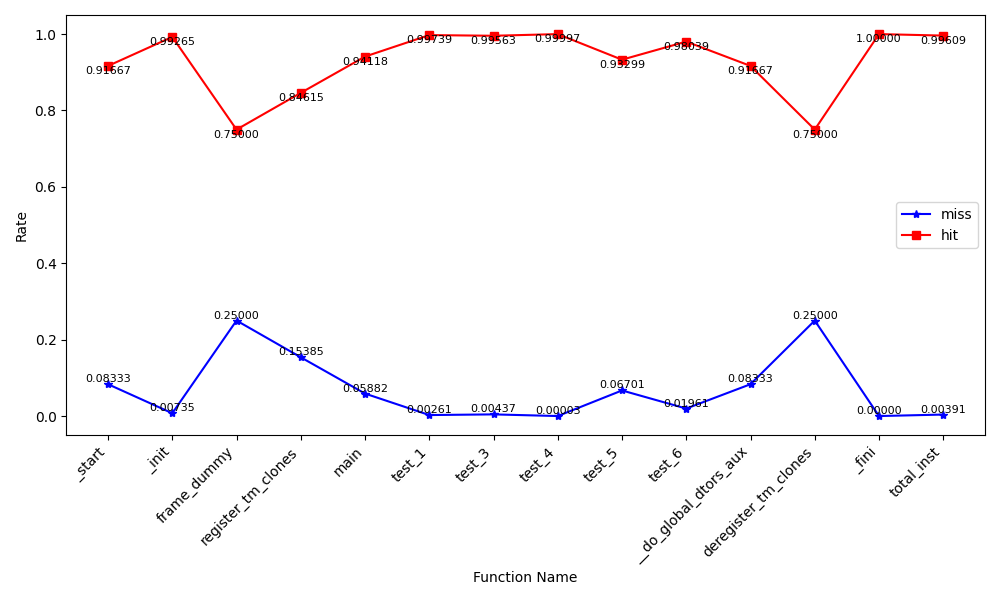 1.0
0.8
0.6
0.4
0.2
0.0
Rate
0.91667
0.99265
0.75000
0.84615
0.94118
0.99739
0.99563
0.99997
0.93299
0.98039
0.91667
0.75000
1.00000
0.99609
miss
hit
0.08333
0.00735
0.25000
0.15385
0.05882
0.00261
0.00437
0.00003
0.06701
0.01961
0.08333
0.25000
0.00000
0.00391
_start
_init
frame_dummy
register_tm_clones
main
test_1
test_3
test_4
test_5
test_6
__do_global_dtors_aux
deregister_tm_clones
_fini
total_inst
Function Name